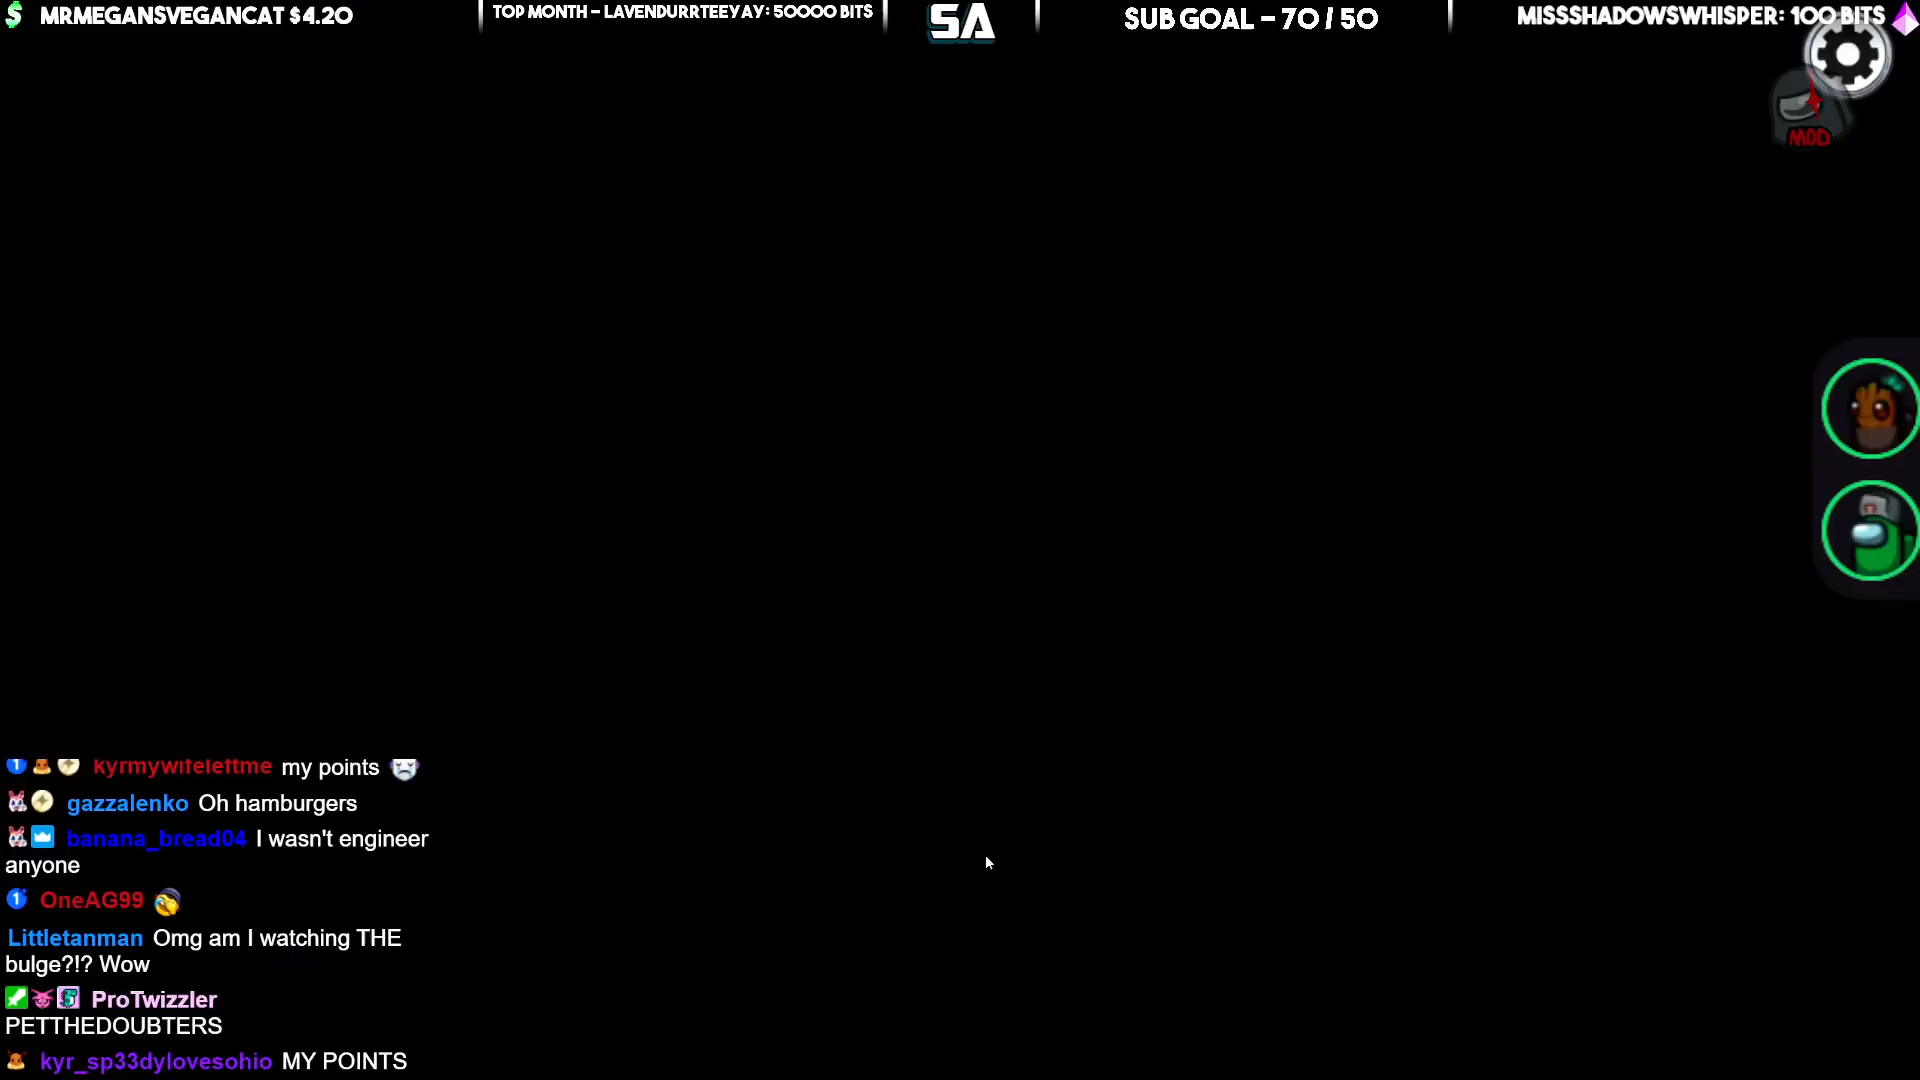 $ MRMEGANSVEGANCAT $4.20
TOP MONTH - LAVENDURRTEEYAY: 50000 BITS
SA
SUB GOAL - 70 / 50
MISSSHADOWSWHISPER: 100 BITS
MOD
kyrmywifeleftme my points
gazzalenko Oh hamburgers
banana_bread04 I wasn't engineer
anyone
OneAG99
Littletanman Omg am I watching THE
bulge?!? Wow
ProTwizzler
PETTHEDOUBTERS
kyr_sp33dylovesohio MY POINTS